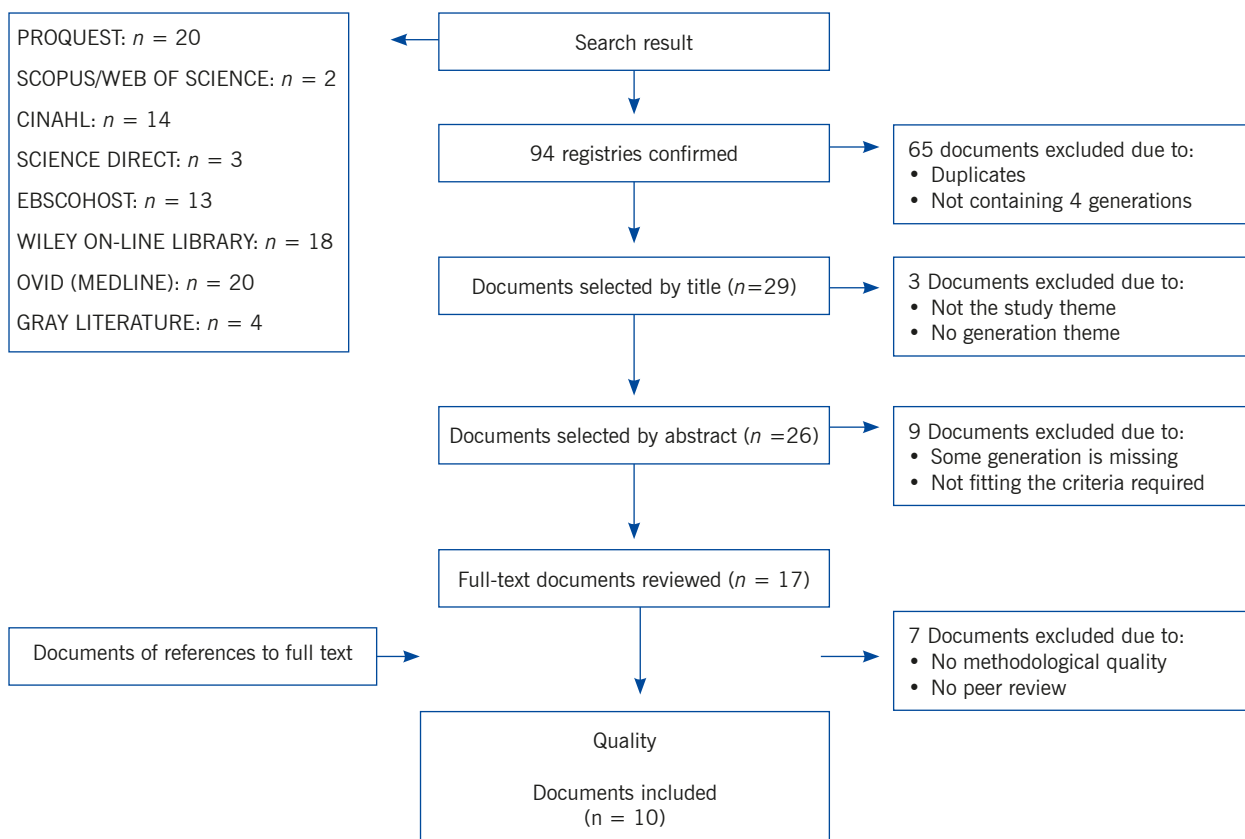 PROQUEST: n = 20
SCOPUS/WEB OF SCIENCE: n = 2
CINAHL: n = 14
SCIENCE DIRECT: n = 3
EBSCOHOST: n = 13
WILEY ON-LINE LIBRARY: n = 18
OVID (MEDLINE): n = 20
GRAY LITERATURE: n = 4
Search result
94 registries confirmed
65 documents excluded due to:
• Duplicates
• Not containing 4 generations
Documents selected by title (n=29)
3 Documents excluded due to:
• Not the study theme
• No generation theme
Documents selected by abstract (n =26)
9 Documents excluded due to:
• Some generation is missing
• Not fitting the criteria required
Full-text documents reviewed (n = 17)
Documents of references to full text
7 Documents excluded due to:
• No methodological quality
• No peer review
Quality
Documents included
(n = 10)